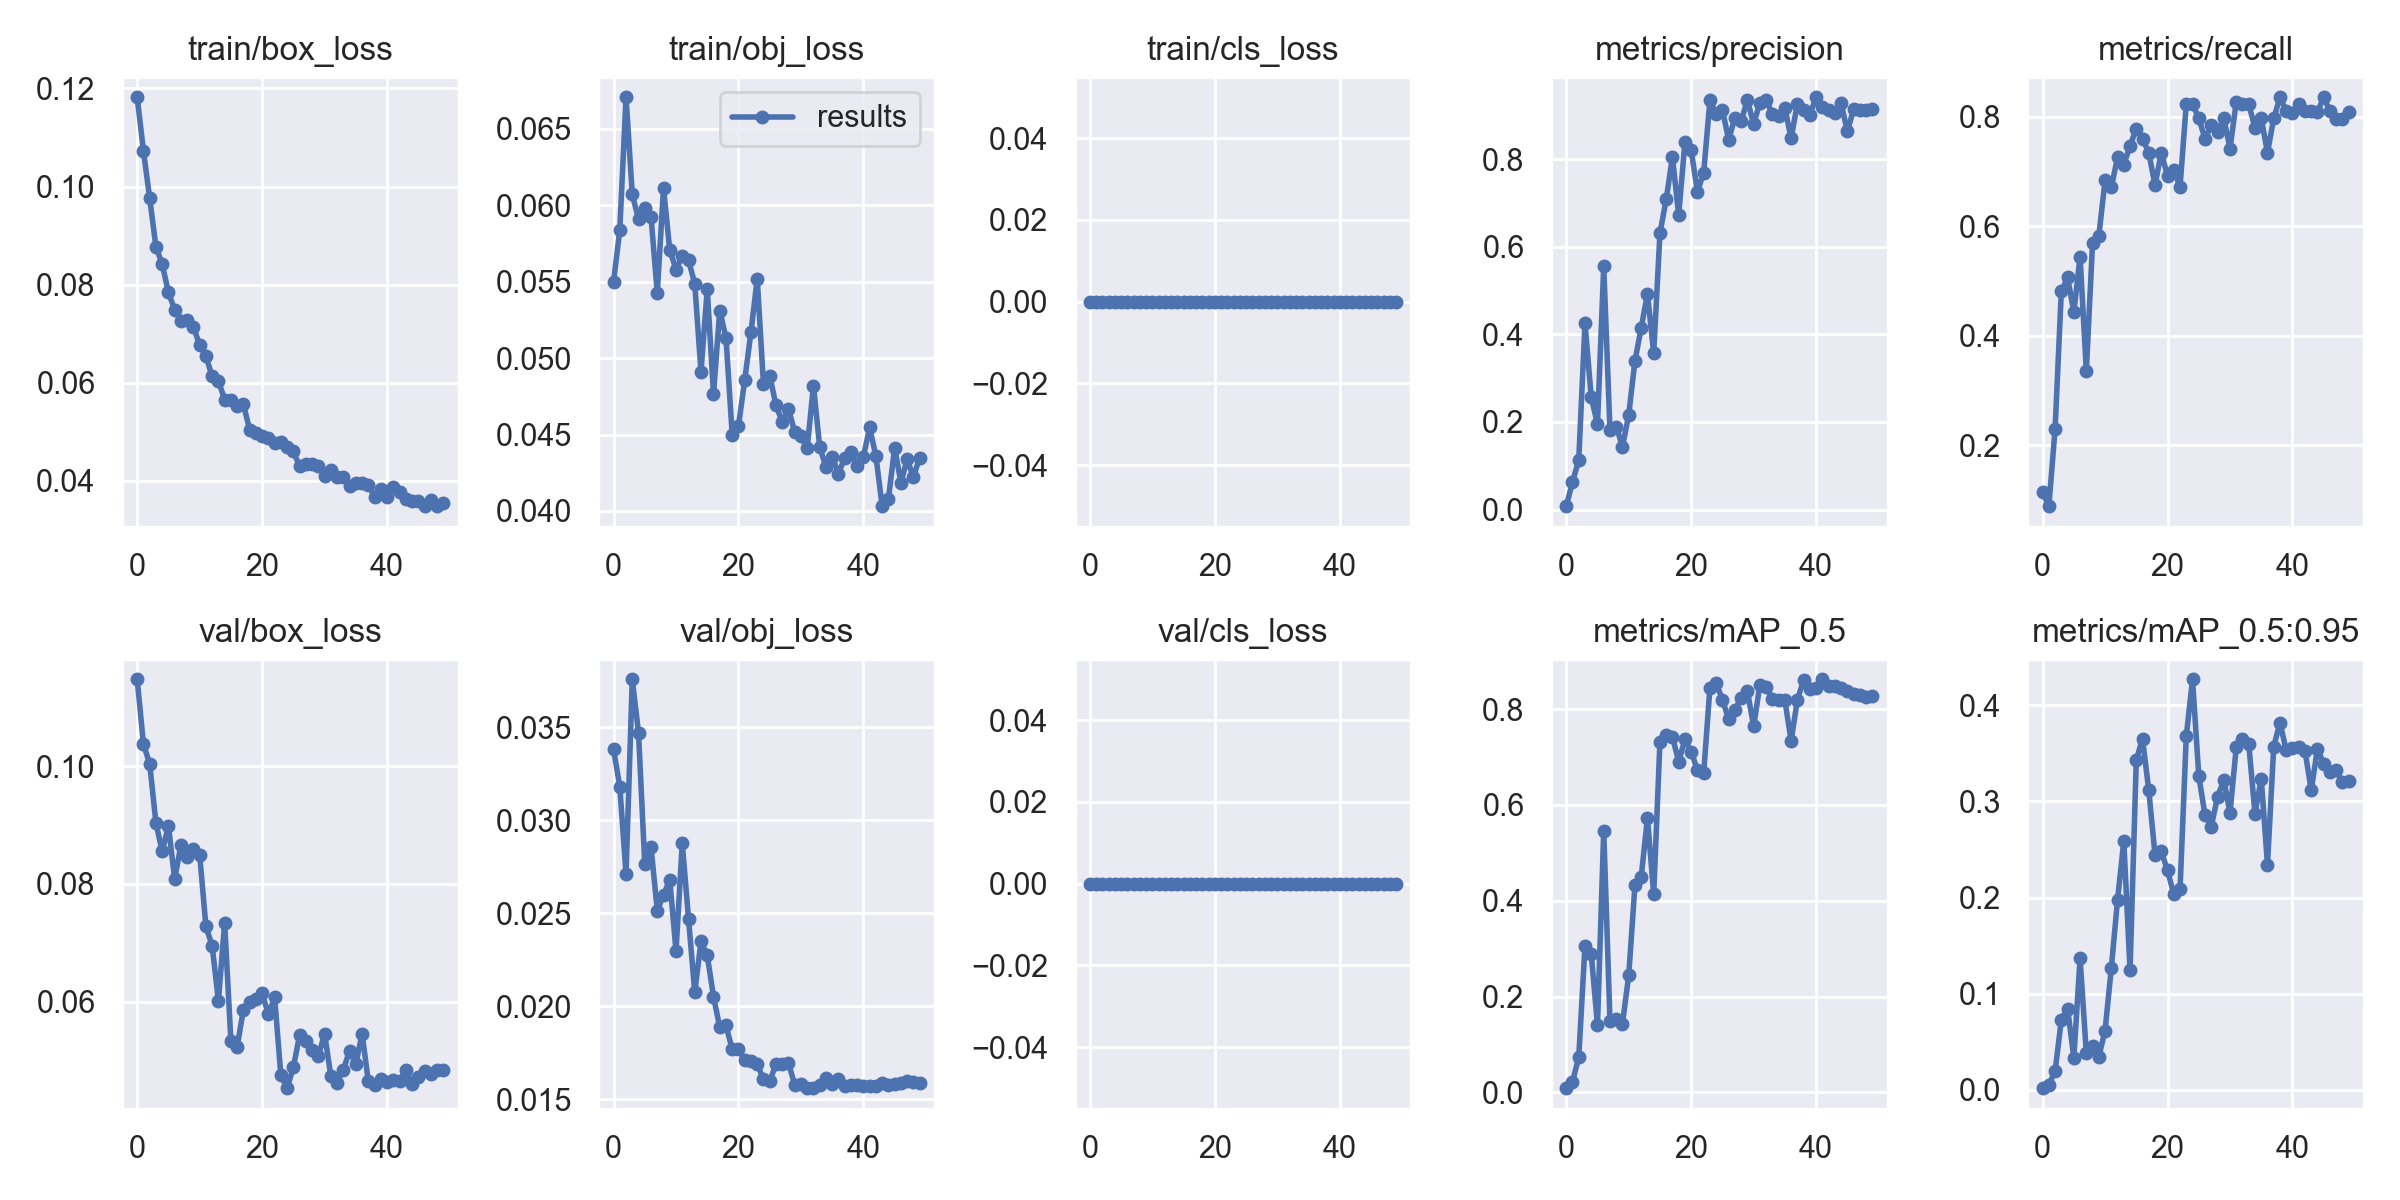 train/box_loss
0.12
0.10
0.08
0.06
0.04
0 20 40
train/obj_loss
results
0.065
0.060
0.055
0.050
0.045
0.040
0 20 40
train/cls_loss
0.04
0.02
0.00
−0.02
−0.04
0 20 40
metrics/precision
0.8
0.6
0.4
0.2
0.0
0 20 40
metrics/recall
0.8
0.6
0.4
0.2
0 20 40
val/box_loss
0.10
0.08
0.06
0 20 40
val/obj_loss
0.035
0.030
0.025
0.020
0.015
0 20 40
val/cls_loss
0.04
0.02
0.00
−0.02
−0.04
0 20 40
metrics/mAP_0.5
0.8
0.6
0.4
0.2
0.0
0 20 40
metrics/mAP_0.5:0.95
0.4
0.3
0.2
0.1
0.0
0 20 40